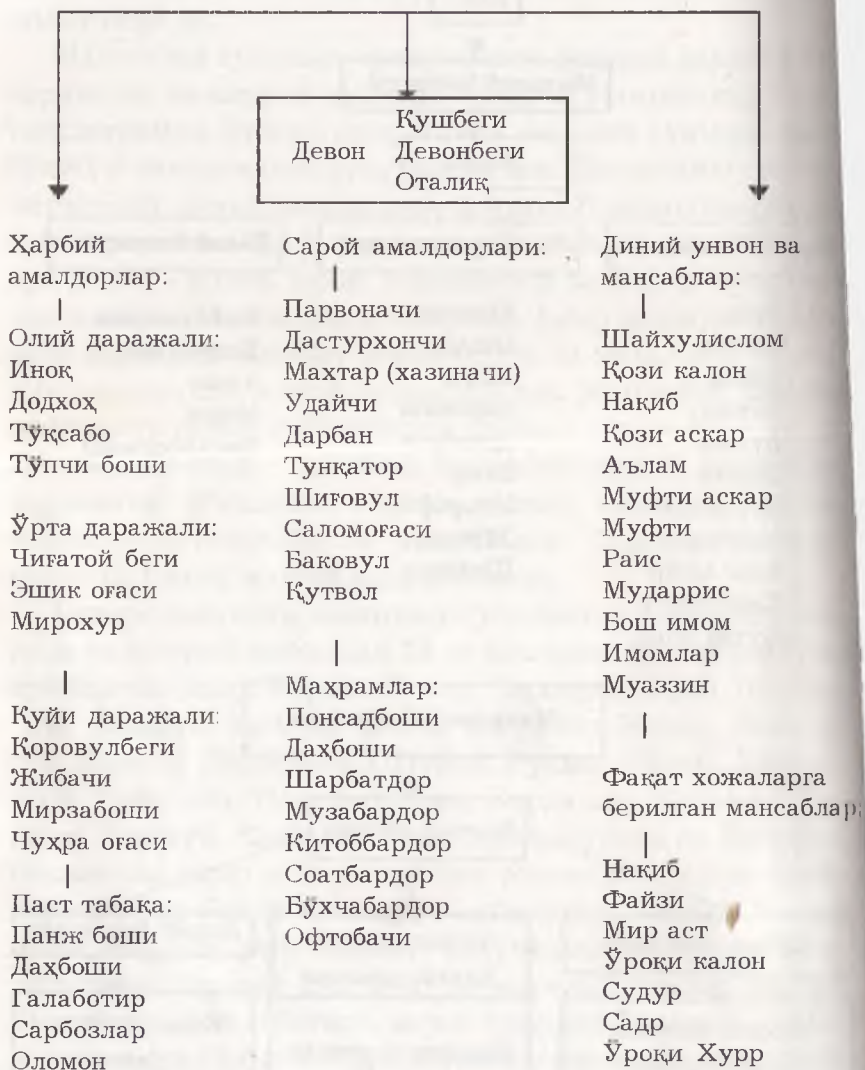 Қушбеги
Девон Девонбеги
Оталиқ
Ҳарбий
амалдорлар:
Олий даражали:
Иноқ
Додхоҳ
Тўқсабо
Тўпчи боши
Ўрта даражали:
Чиғатой беги
Эшик оғаси
Мирохур
Қуйи даражали:
Қоровулбеги
Жибачи
Мирзабоши
Чуҳра оғаси
Паст табақа:
Панж боши
Даҳбоши
Галаботир
Сарбозлар
Оломон
Сарой амалдорлари:
Парвоначи
Дастурхончи
Махтар (хазиначи)
Удайчи
Дарбан
Тунқатор
Шиғовул
Саломоғаси
Баковул
Қутвол
Маҳрамлар:
Понсадбоши
Даҳбоши
Шарбатдор
Музабардор
Китоббардор
Соатбардор
Бўхчабардор
Офтобачи
Диний унвон ва
мансаблар:
Шайхулислом
Қози калон
Нақиб
Қози аскар
Аълам
Муфти аскар
Муфти
Раис
Мударрис
Бош имом
Имомлар
Муаззин
Фақат хожаларга
берилган мансаблар:
Нақиб
Файзи
Мир аст
Ўроқи калон
Судур
Садр
Ўроқи Хурр